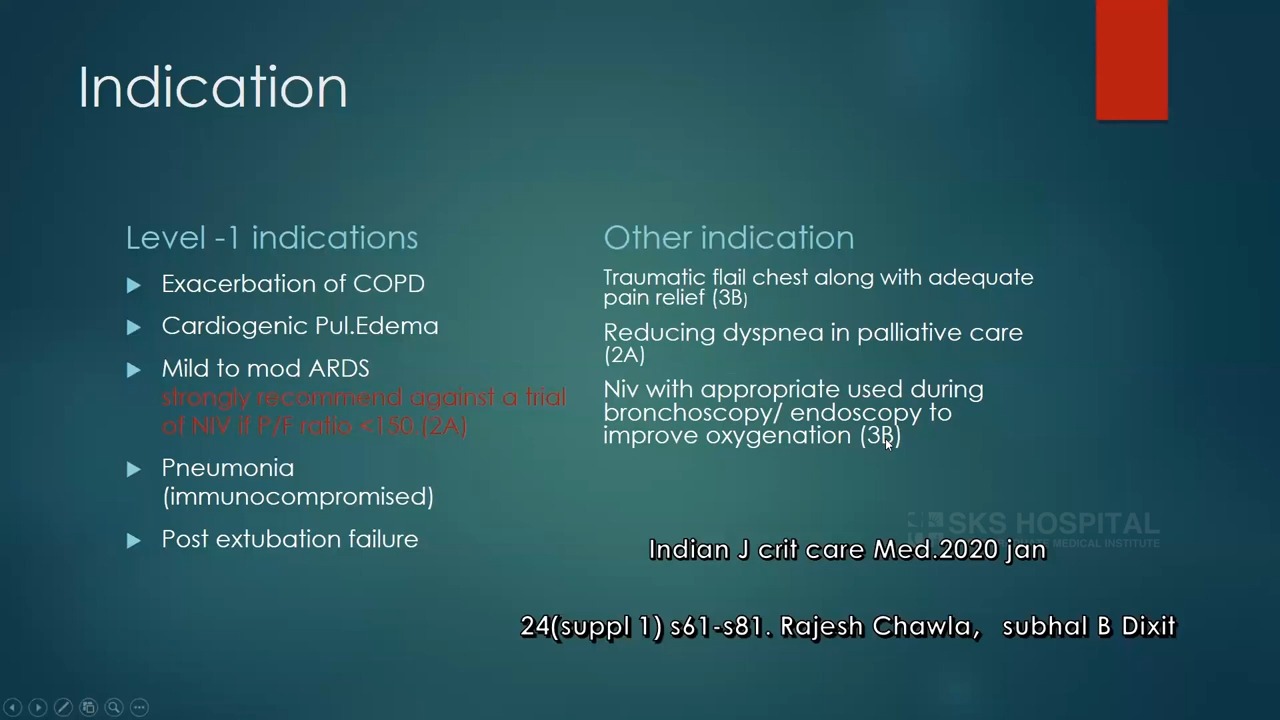 Indication
Level -1 indications
Exacerbation of COPD
Cardiogenic Pul.Edema
Mild to mod ARDS
strongly recommend against a trial
of NIV if P/F ratio <150.(2A)
Pneumonia
(immunocompromised)
Post extubation failure
Other indication
Traumatic flail chest along with adequate
pain relief (3B)
Reducing dyspnea in palliative care
(2A)
Niv with appropriate used during
bronchoscopy/ endoscopy to
improve oxygenation (3B)
SKS HOSPITAL
MEDICAL INSTITUTE
Indian J crit care Med.2020 jan
24(suppl 1) s61-s81. Rajesh Chawla, subhal B Dixit